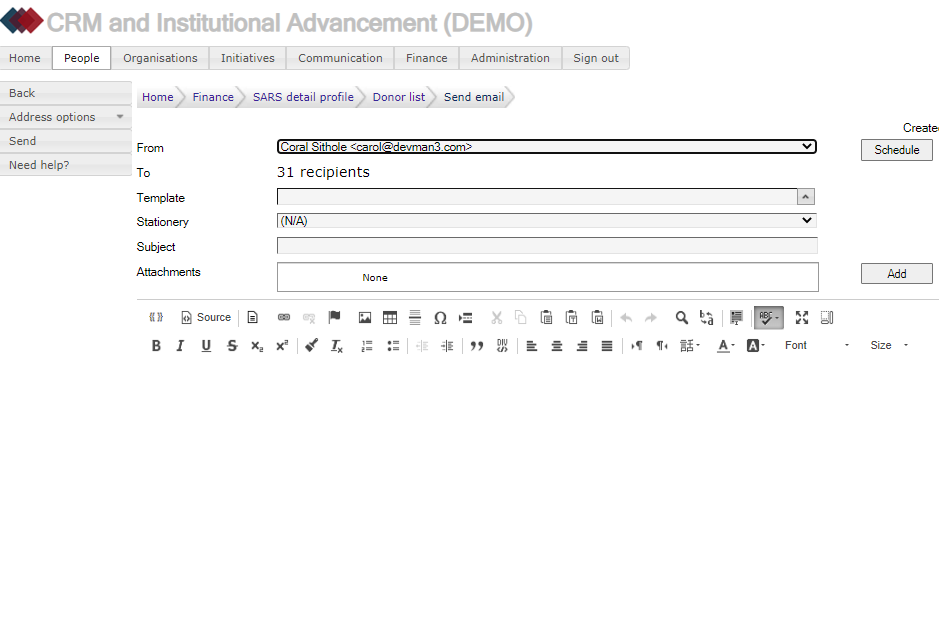 CRM and Institutional Advancement (DEMO)
Home People Organisations Initiatives Communication Finance Administration Sign out
Back
Address options
Send
Need help?
Home Finance SARS detail profile Donor list Send email
Created
From Coral Sithole <carol@devman3.com> Schedule
To 31 recipients
Template
Stationery (N/A)
Subject
Attachments None Add
Source
Font Size